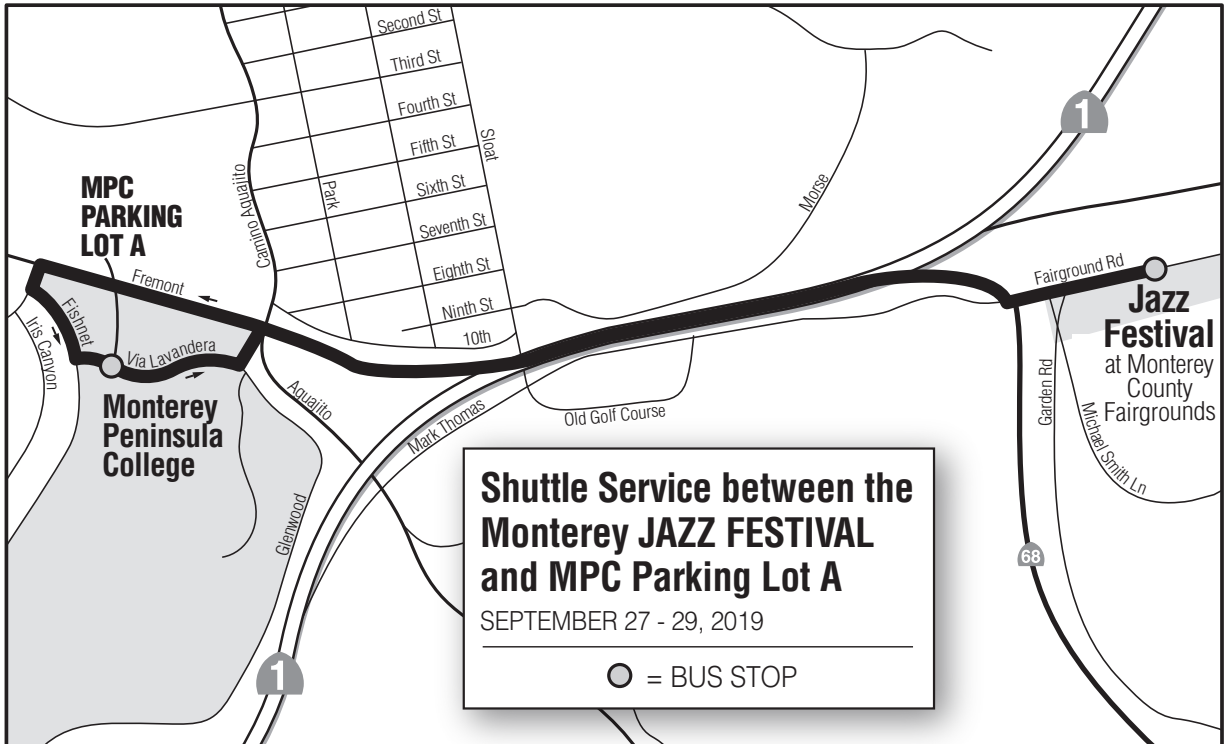 Second St
Third St
Fourth St
Fifth St
Sixth St
Seventh St
Eighth St
Ninth St
10th
Sloat
Park
Camino Aguajito
1
Morse
MPC
PARKING
LOT A
Fremont
Fishnet
Iris Canyon
Via Lavandera
Monterey
Peninsula
College
Aguajito
Glenwood
Mark Thomas
Old Golf Course
Fairground Rd
Jazz
Festival
at Monterey
County
Fairgrounds
Garden Rd
Michael Smith Ln
68
1
Shuttle Service between the
Monterey JAZZ FESTIVAL
and MPC Parking Lot A
SEPTEMBER 27 - 29, 2019
= BUS STOP